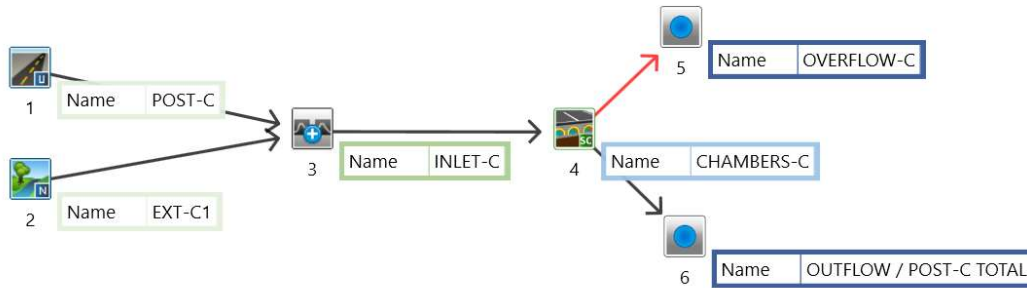 5
Name OVERFLOW-C
U
1
Name POST-C
3
Name INLET-C
SC
4
Name CHAMBERS-C
N
2
Name EXT-C1
6
Name OUTFLOW / POST-C TOTAL